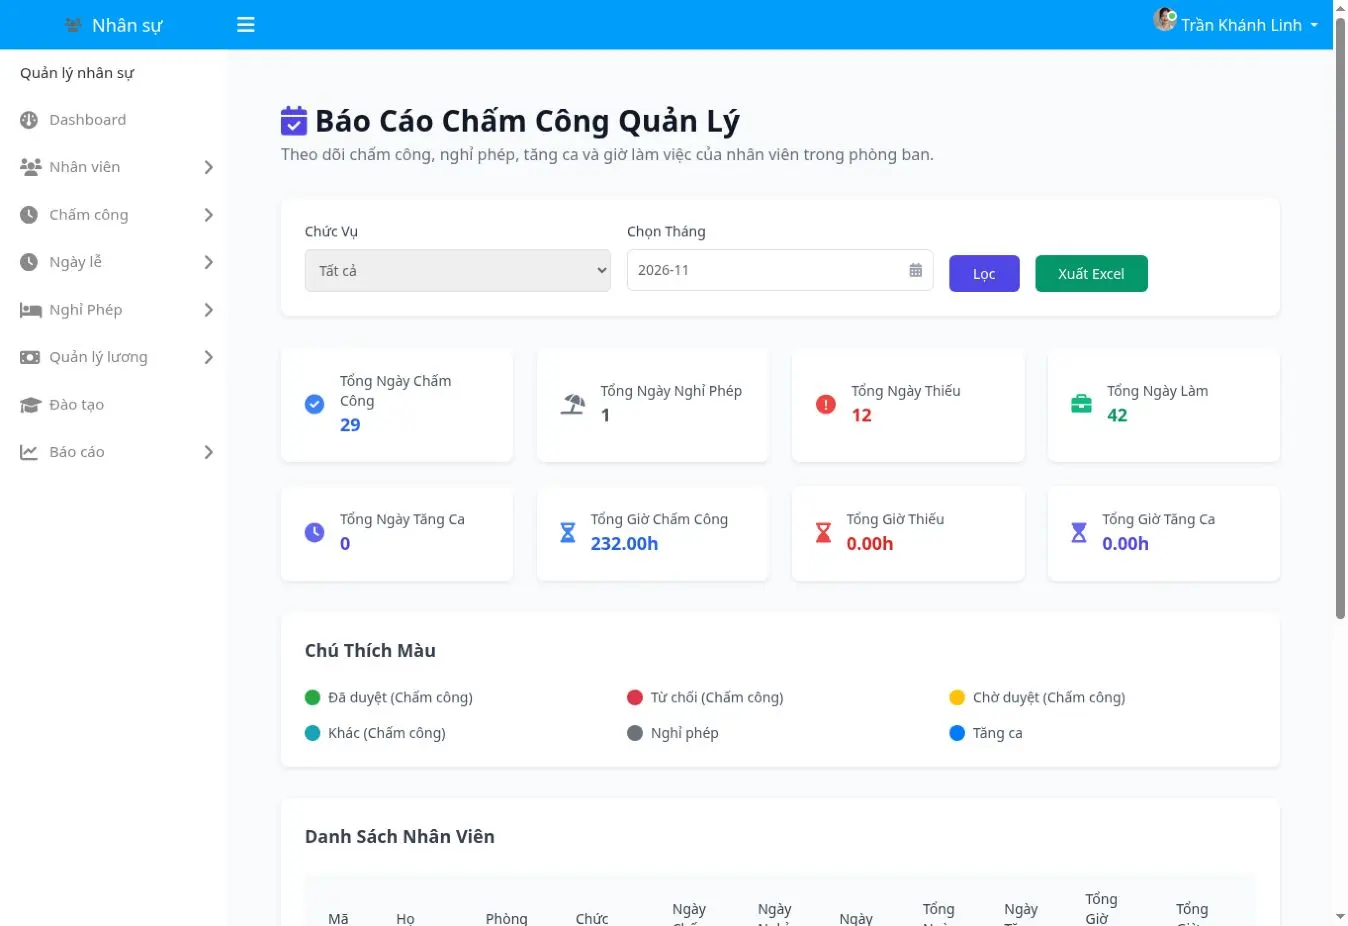 Nhân sự
Trần Khánh Linh
Quản lý nhân sự
Dashboard
Nhân viên
Chấm công
Ngày lễ
Nghỉ Phép
Quản lý lương
Đào tạo
Báo cáo
Báo Cáo Chấm Công Quản Lý
Theo dõi chấm công, nghỉ phép, tăng ca và giờ làm việc của nhân viên trong phòng ban.
Chức Vụ
Chọn Tháng
Tất cả
2026-11
Lọc
Xuất Excel
Tổng Ngày Chấm
Công
29
Tổng Ngày Nghỉ Phép
1
Tổng Ngày Thiếu
12
Tổng Ngày Làm
42
Tổng Ngày Tăng Ca
0
Tổng Giờ Chấm Công
232.00h
Tổng Giờ Thiếu
0.00h
Tổng Giờ Tăng Ca
0.00h
Chú Thích Màu
Đã duyệt (Chấm công)
Từ chối (Chấm công)
Chờ duyệt (Chấm công)
Khác (Chấm công)
Nghỉ phép
Tăng ca
Danh Sách Nhân Viên
Mã
Họ
Phòng
Chức
Ngày
Ngày
Ngày
Tổng
Ngày
Tổng
Giờ
Tổng